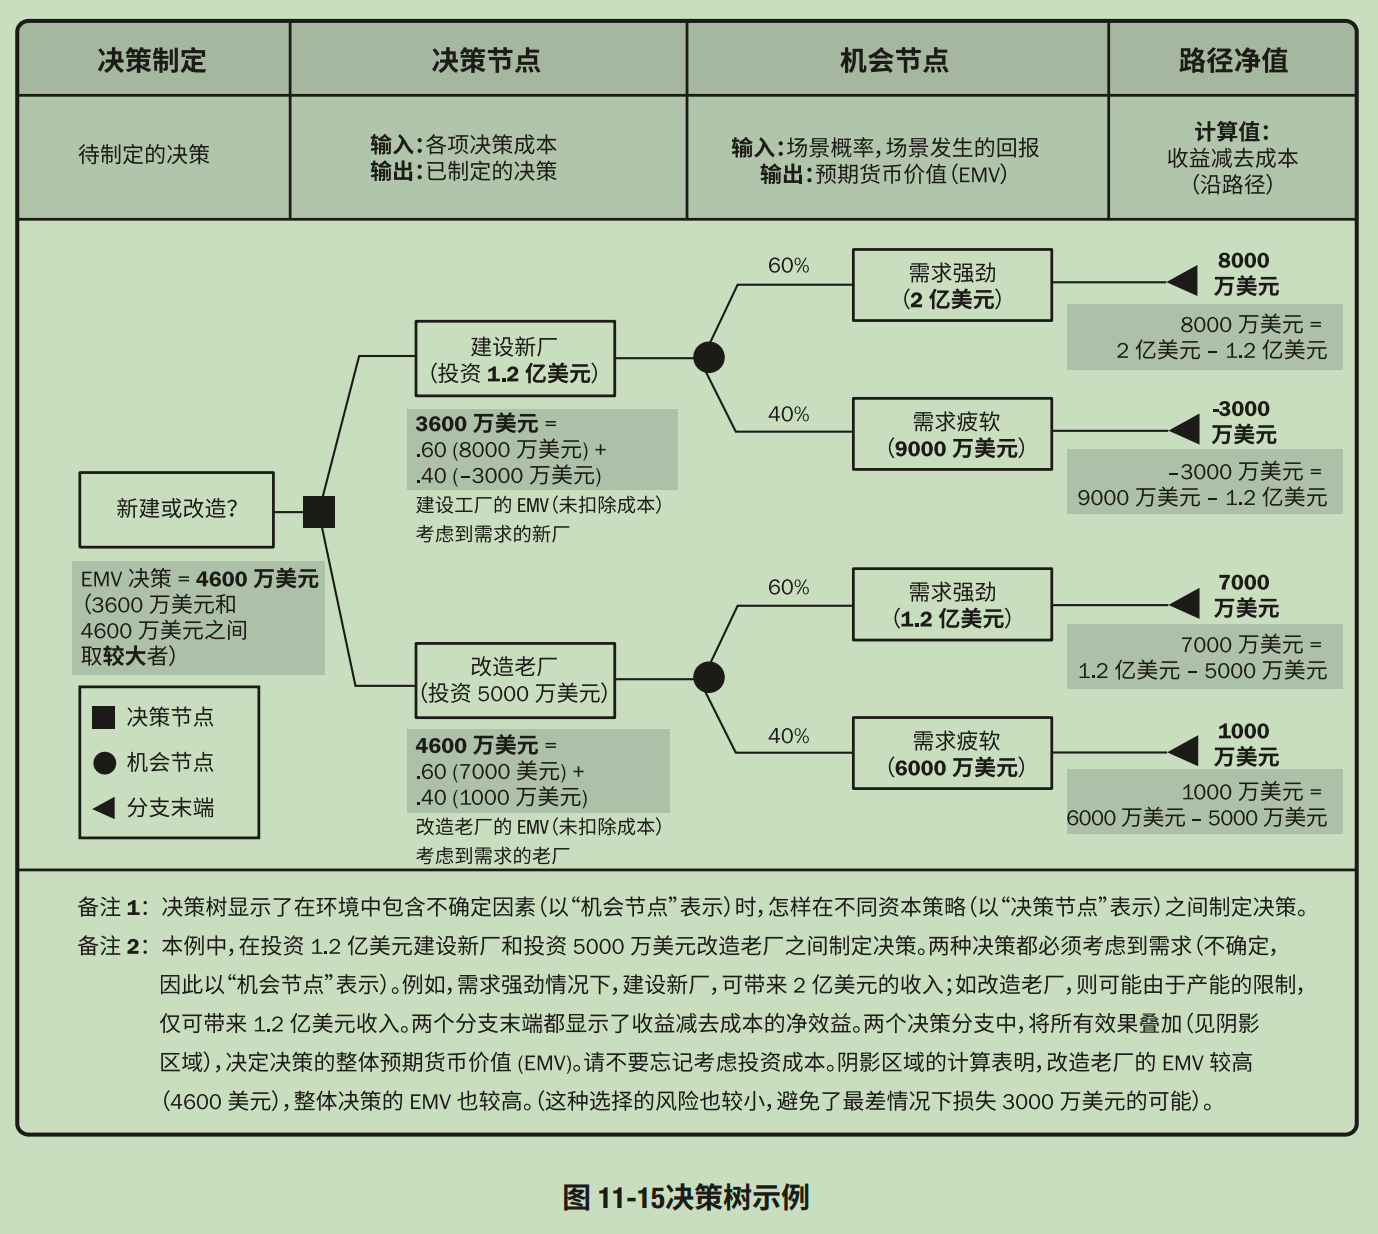 决策制定
决策节点
机会节点
路径净值
待制定的决策
输入：各项决策成本
输出：已制定的决策
输入：场景概率，场景发生的回报
输出：预期货币价值（EMV）
计算值：
收益减去成本
（沿路径）
新建或改造？
EMV 决策 = 4600 万美元
（3600 万美元和
4600 万美元之间
取较大者）
决策节点
机会节点
分支末端
建设新厂
（投资 1.2 亿美元）
3600 万美元 =
.60 (8000 万美元) +
.40 (–3000 万美元)
建设工厂的 EMV（未扣除成本）
考虑到需求的新厂
改造老厂
（投资 5000 万美元）
4600 万美元 =
.60 (7000 美元) +
.40 (1000 万美元)
改造老厂的 EMV（未扣除成本）
考虑到需求的老厂
60%
需求强劲
（2 亿美元）
8000
万美元
8000 万美元 =
2 亿美元 – 1.2 亿美元
40%
需求疲软
（9000 万美元）
-3000
万美元
–3000 万美元 =
9000 万美元 – 1.2 亿美元
60%
需求强劲
（1.2 亿美元）
7000
万美元
7000 万美元 =
1.2 亿美元 – 5000 万美元
40%
需求疲软
（6000 万美元）
1000
万美元
1000 万美元 =
6000 万美元 – 5000 万美元
备注 1：决策树显示了在环境中包含不确定因素（以“机会节点”表示）时，怎样在不同资本策略（以“决策节点”表示）之间制定决策。
备注 2：本例中，在投资 1.2 亿美元建设新厂和投资 5000 万美元改造老厂之间制定决策。两种决策都必须考虑到需求（不确定，
因此以“机会节点”表示）。例如，需求强劲情况下，建设新厂，可带来 2 亿美元的收入；如改造老厂，则可能由于产能的限制，
仅可带来 1.2 亿美元收入。两个分支末端都显示了收益减去成本的净效益。两个决策分支中，将所有效果叠加（见阴影
区域），决定决策的整体预期货币价值 (EMV)。请不要忘记考虑投资成本。阴影区域的计算表明，改造老厂的 EMV 较高
（4600 美元），整体决策的 EMV 也较高。（这种选择的风险也较小，避免了最差情况下损失 3000 万美元的可能）。
图 11-15决策树示例